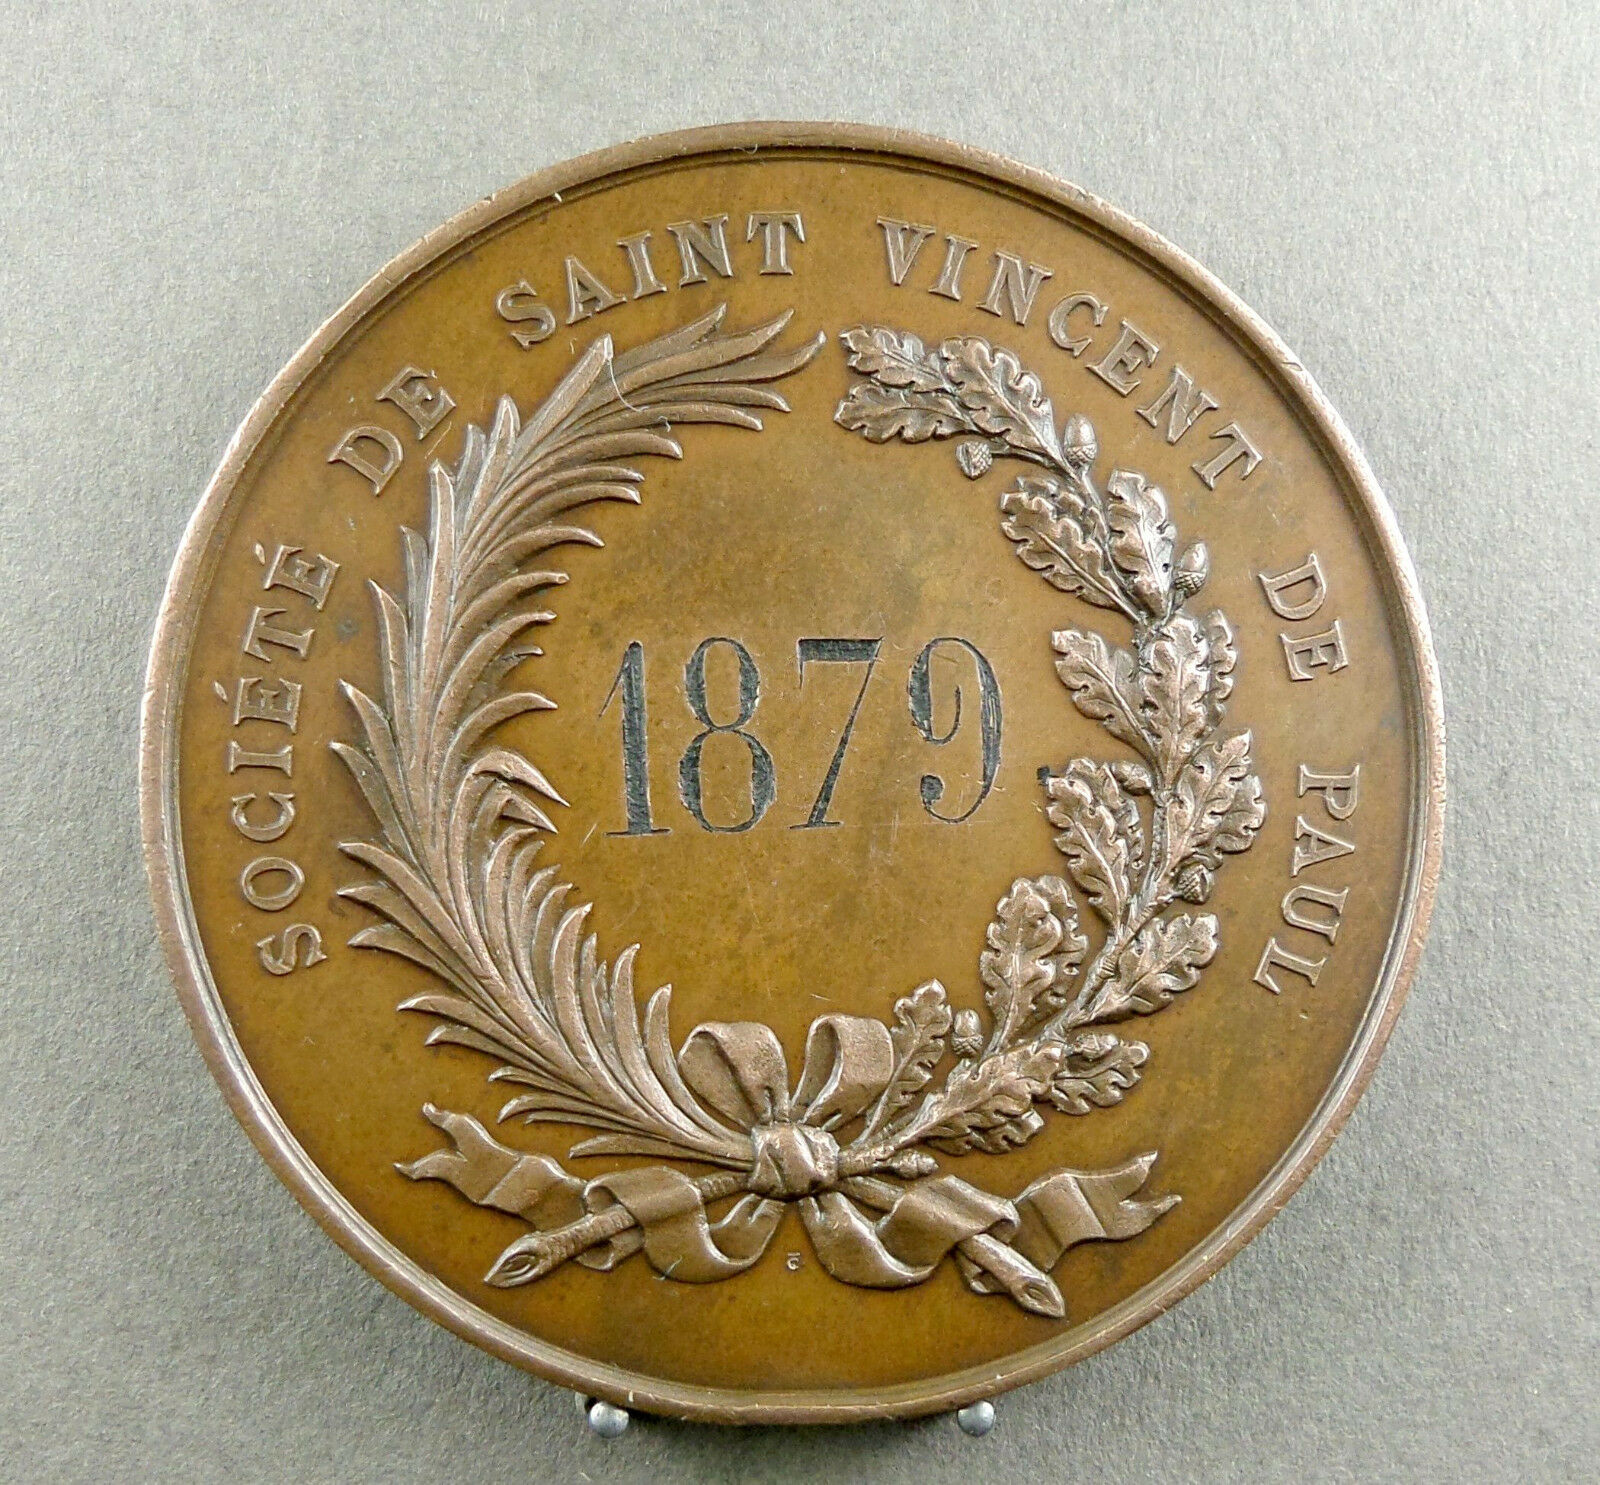 SOCIÉTÉ DE SAINT VINCENT DE PAUL
1879